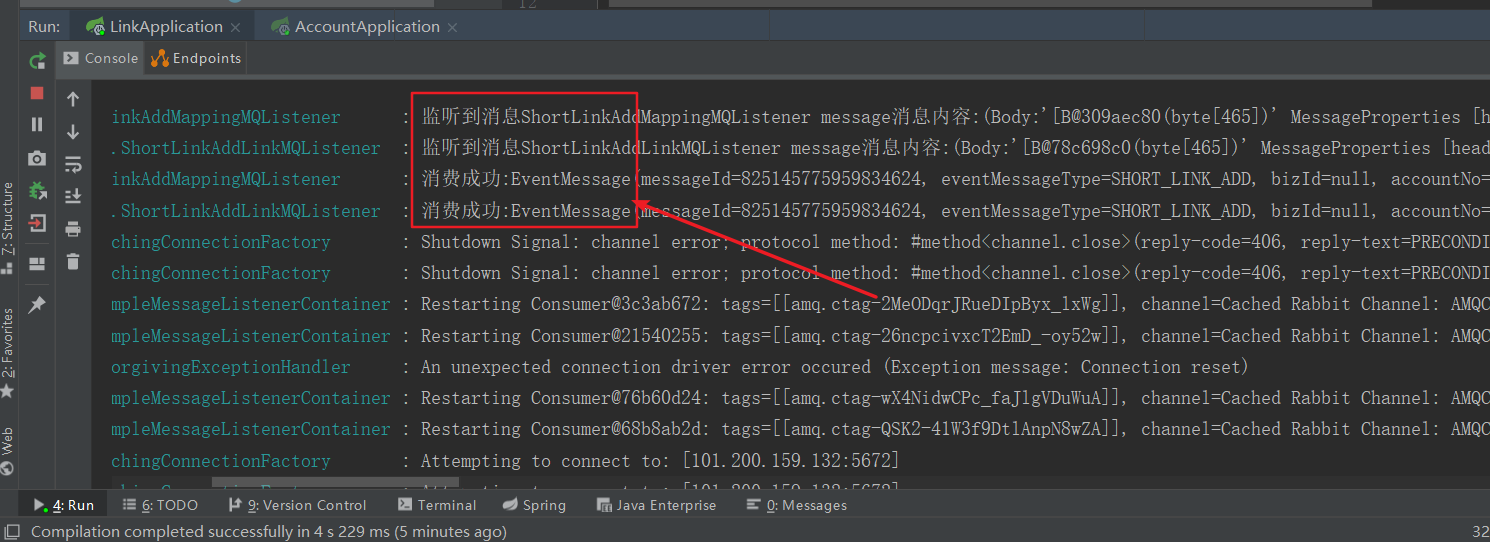 12
Run: LinkApplication × AccountApplication ×
Console Endpoints
inkAddMappingMQListener : 监听到消息ShortLinkAddMappingMQListener message消息内容:(Body:'[B@309aec80(byte[465])' MessageProperties [h
.ShortLinkAddLinkMQListener : 监听到消息ShortLinkAddLinkMQListener message消息内容:(Body:'[B@78c698c0(byte[465])' MessageProperties [head
inkAddMappingMQListener : 消费成功:EventMessage(messageId=825145775959834624, eventMessageType=SHORT_LINK_ADD, bizId=null, accountNo=
.ShortLinkAddLinkMQListener : 消费成功:EventMessage(messageId=825145775959834624, eventMessageType=SHORT_LINK_ADD, bizId=null, accountNo=
chingConnectionFactory : Shutdown Signal: channel error; protocol method: #method<channel.close>(reply-code=406, reply-text=PRECONDI
chingConnectionFactory : Shutdown Signal: channel error; protocol method: #method<channel.close>(reply-code=406, reply-text=PRECONDI
mpleMessageListenerContainer : Restarting Consumer@3c3ab672: tags=[[amq.ctag-2MeODqrJRueDIpByx_lxWg]], channel=Cached Rabbit Channel: AMQC
mpleMessageListenerContainer : Restarting Consumer@21540255: tags=[[amq.ctag-26ncpcivxcT2EmD_-oy52w]], channel=Cached Rabbit Channel: AMQC
orgivingExceptionHandler : An unexpected connection driver error occured (Exception message: Connection reset)
mpleMessageListenerContainer : Restarting Consumer@76b60d24: tags=[[amq.ctag-wX4NidwCPc_faJlgVDuWuA]], channel=Cached Rabbit Channel: AMQC
mpleMessageListenerContainer : Restarting Consumer@68b8ab2d: tags=[[amq.ctag-QSK2-41W3f9DtlAnpN8wZA]], channel=Cached Rabbit Channel: AMQC
chingConnectionFactory : Attempting to connect to: [101.200.159.132:5672]
Z: Structure
2: Favorites
Web
4: Run 6: TODO 9: Version Control Terminal Spring Java Enterprise 0: Messages
Compilation completed successfully in 4 s 229 ms (5 minutes ago) 32